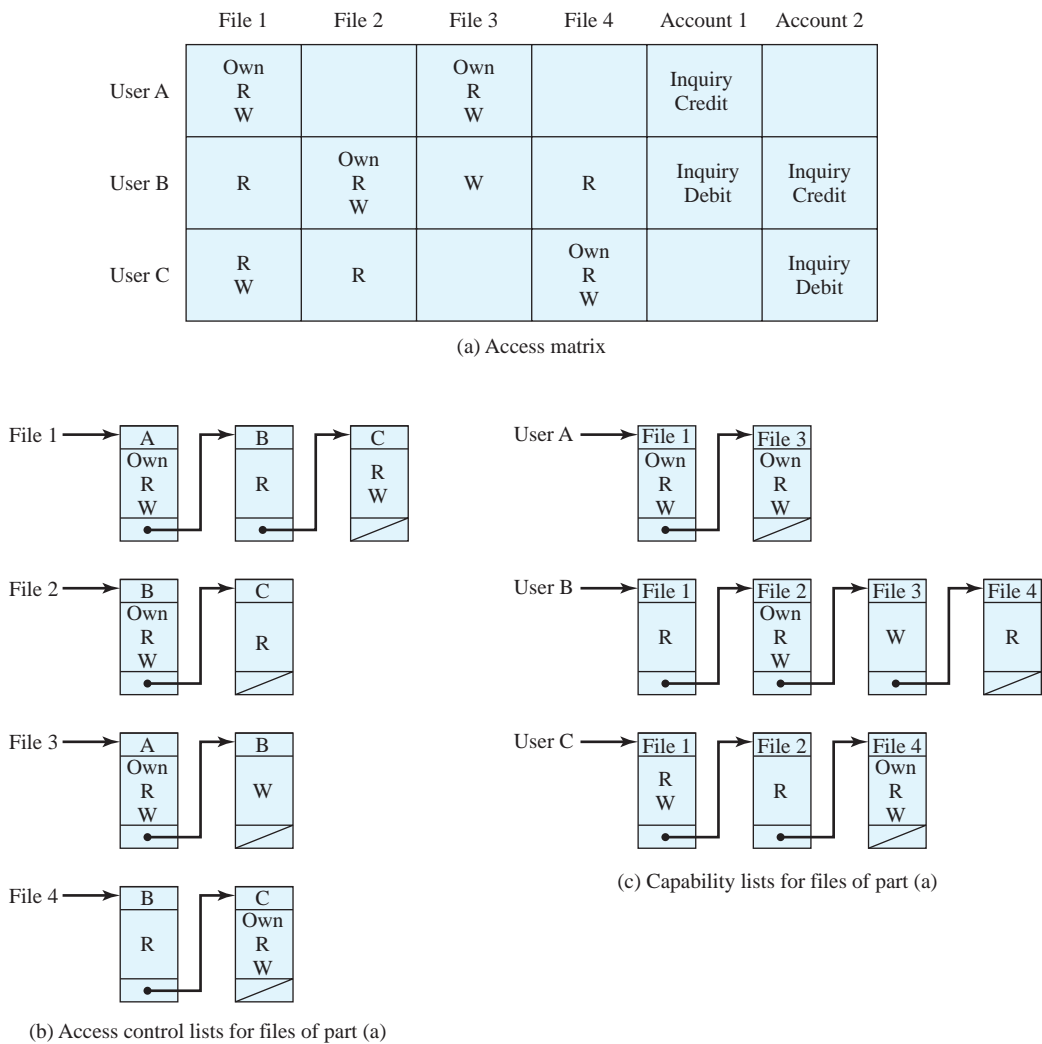 File 1 File 2 File 3 File 4 Account 1 Account 2
User A
Own
R
W
Own
R
W
Inquiry
Credit
User B
R
Own
R
W
W
R
Inquiry
Debit
Inquiry
Credit
User C
R
W
R
Own
R
W
Inquiry
Debit
(a) Access matrix
File 1
A
Own
R
W
B
R
C
R
W
File 2
B
Own
R
W
C
R
File 3
A
Own
R
W
B
W
File 4
B
R
C
Own
R
W
(b) Access control lists for files of part (a)
User A
File 1
Own
R
W
File 3
Own
R
W
User B
File 1
R
File 2
Own
R
W
File 3
W
File 4
R
User C
File 1
R
W
File 2
R
File 4
Own
R
W
(c) Capability lists for files of part (a)